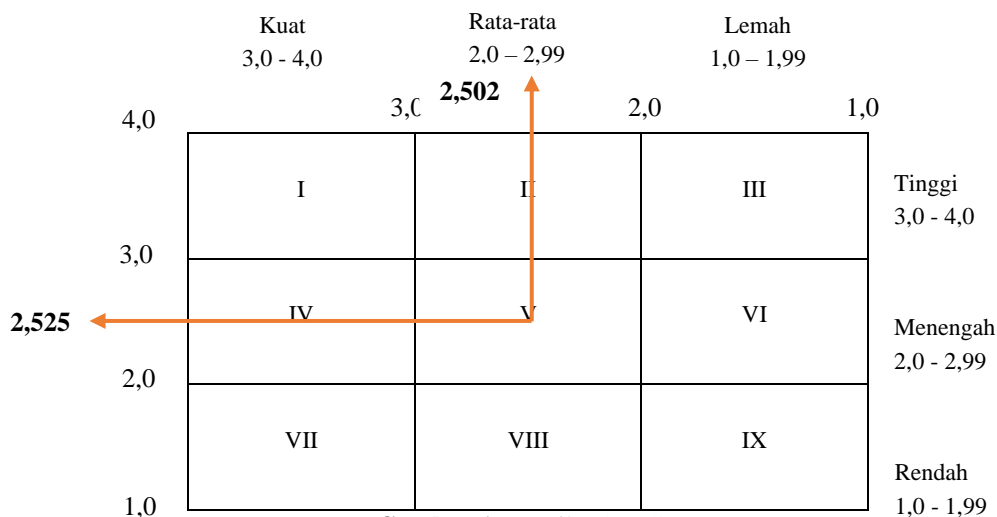 Kuat Rata-rata Lemah
3,0 - 4,0 2,0 – 2,99 1,0 – 1,99
2,502
4,0 2,0 1,0
I II III Tinggi
3,0 - 4,0
3,0
IV V VI
2,525
Menengah
2,0 - 2,99
2,0
VII VIII IX
Rendah
1,0 1,0 - 1,99